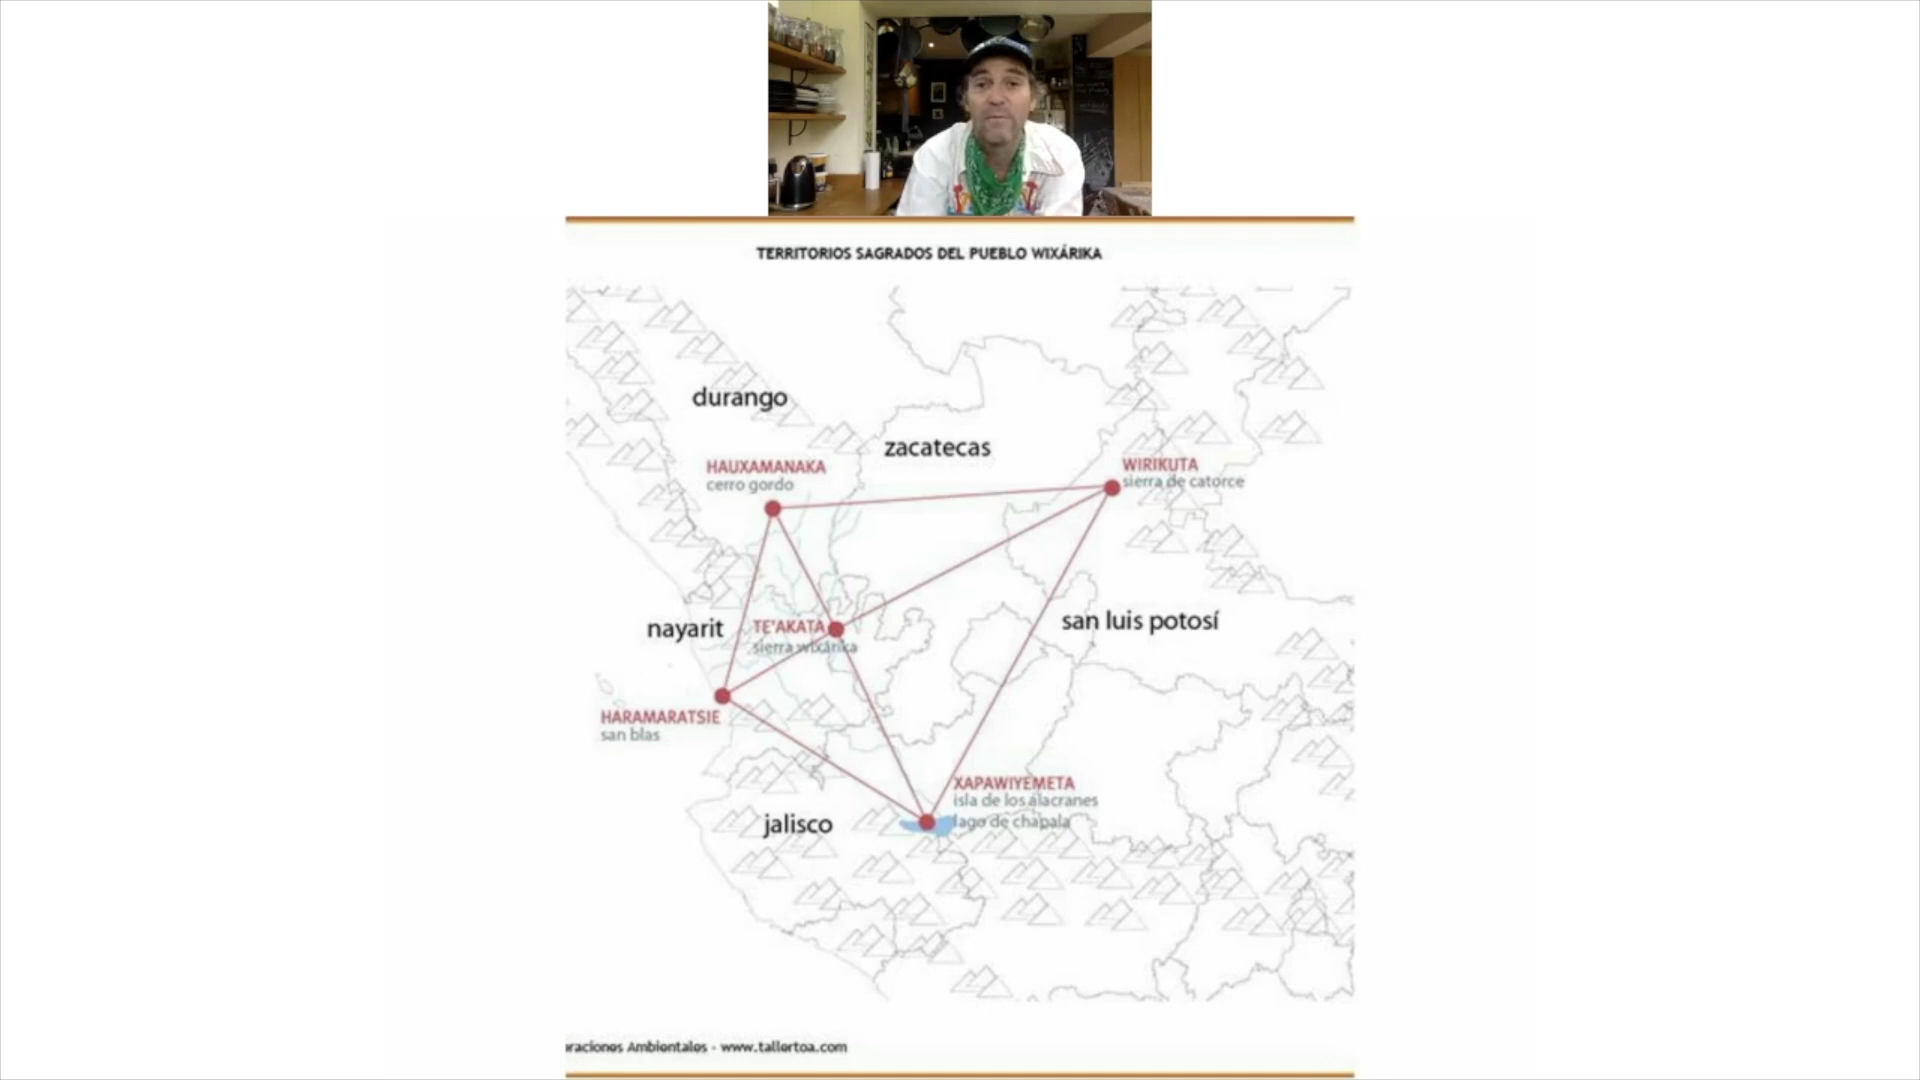 TERRITORIOS SAGRADOS DEL PUEBLO WIXÁRIKA
durango
zacatecas
HAUXAMANAKA
cerro gordo
WIRIKUTA
sierra de catorce
nayarit
TE'AKATA
sierra wixárika
san luis potosí
HARAMARATSIE
san blas
XAPAWIYEMETA
isla de los álacranes
lago de chapala
jalisco
raciones Ambientales - www.tallertoa.com